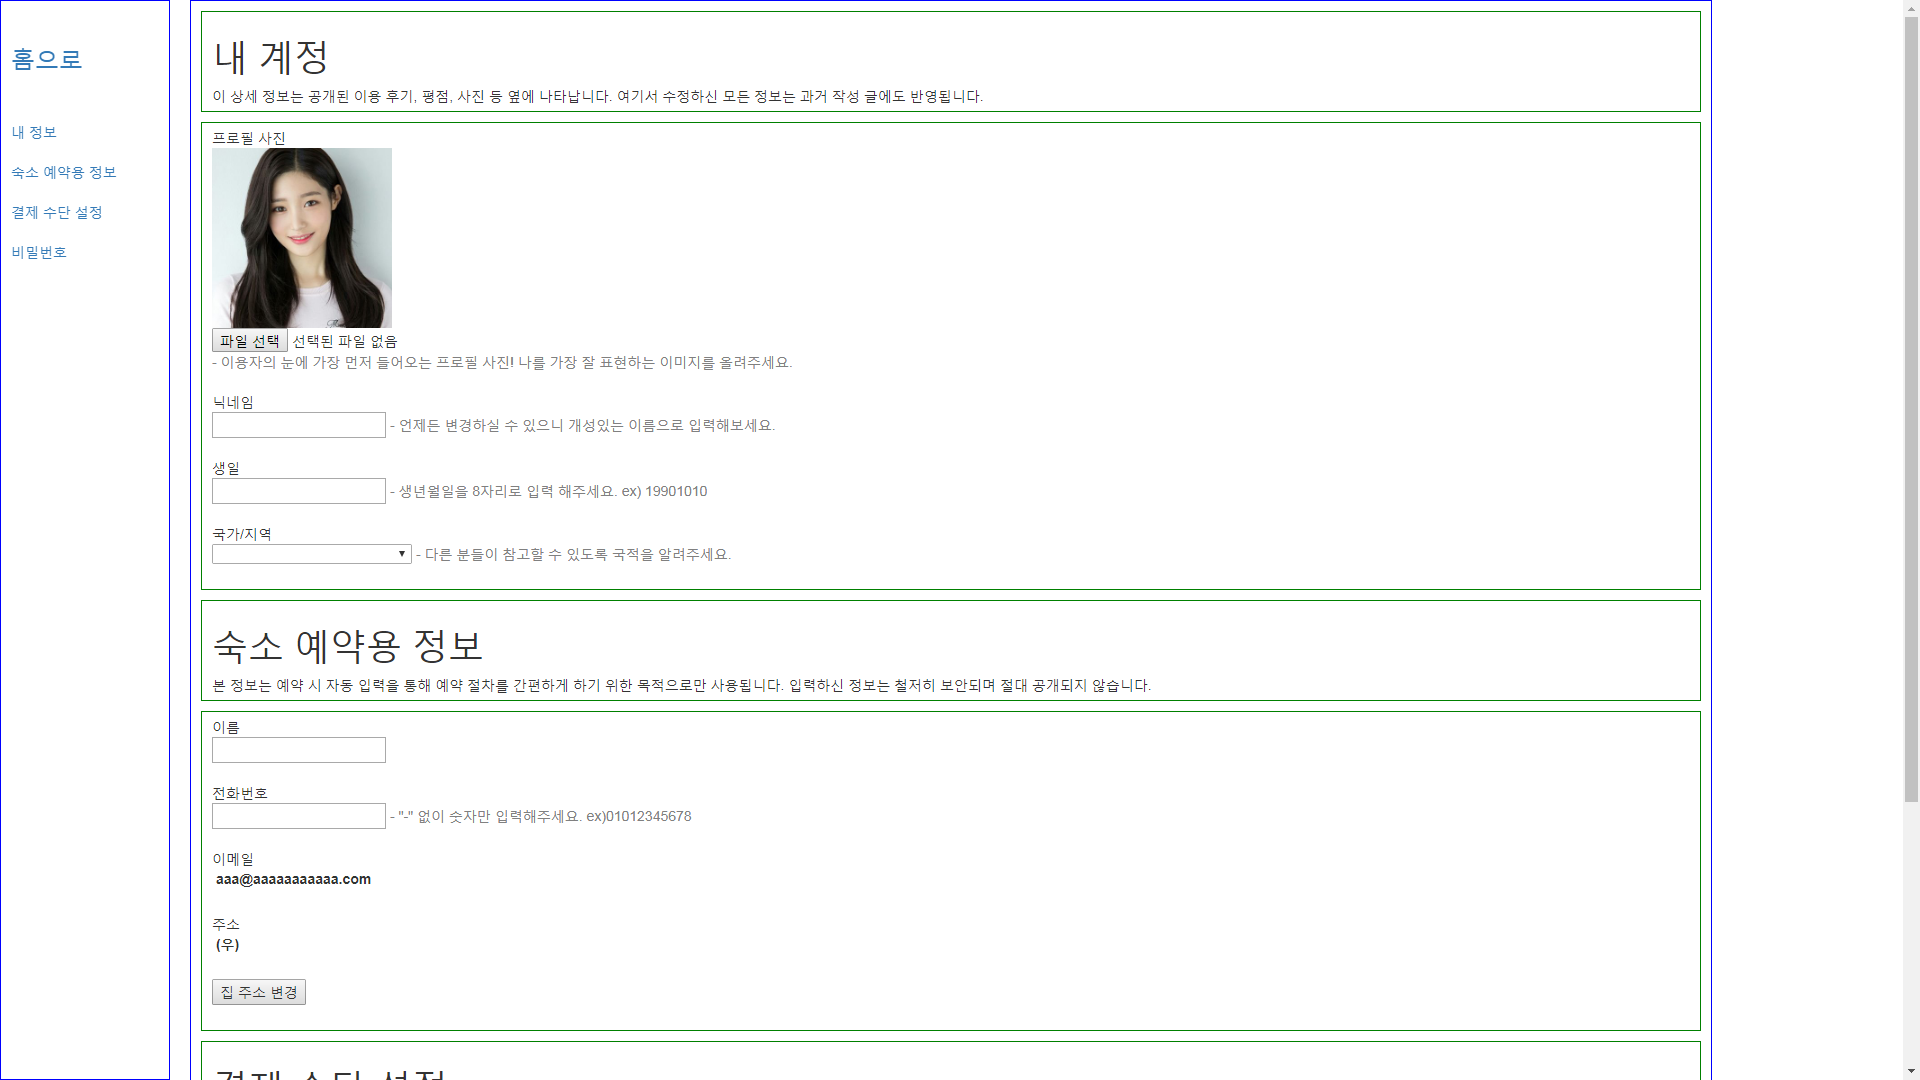 홈으로
내 정보
숙소 예약용 정보
결제 수단 설정
비밀번호
내 계정
이 상세 정보는 공개된 이용 후기, 평점, 사진 등 옆에 나타납니다. 여기서 수정하신 모든 정보는 과거 작성 글에도 반영됩니다.
프로필 사진
파일 선택 선택된 파일 없음
- 이용자의 눈에 가장 먼저 들어오는 프로필 사진! 나를 가장 잘 표현하는 이미지를 올려주세요.
닉네임
- 언제든 변경하실 수 있으니 개성있는 이름으로 입력해보세요.
생일
- 생년월일을 8자리로 입력 해주세요. ex) 19901010
국가/지역
- 다른 분들이 참고할 수 있도록 국적을 알려주세요.
숙소 예약용 정보
본 정보는 예약 시 자동 입력을 통해 예약 절차를 간편하게 하기 위한 목적으로만 사용됩니다. 입력하신 정보는 철저히 보안되며 절대 공개되지 않습니다.
이름
전화번호
- "-" 없이 숫자만 입력해주세요. ex)01012345678
이메일
aaa@aaaaaaaaaaa.com
주소
(우)
집 주소 변경
결제 수단 설정